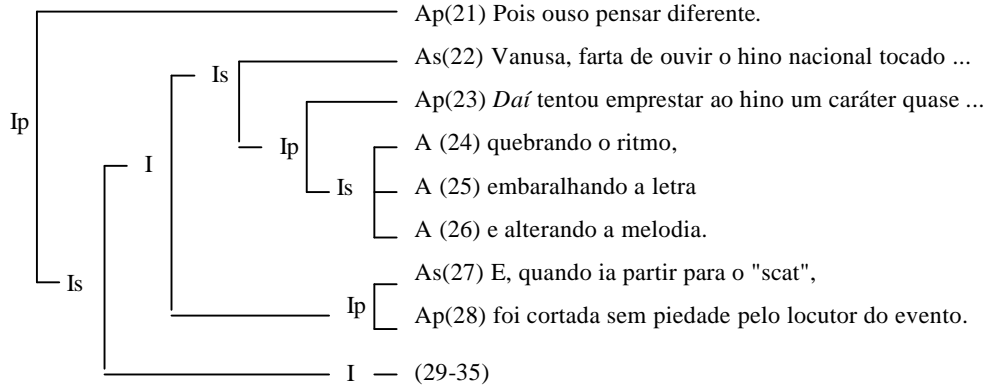 Ap(21) Pois ouso pensar diferente.
Is As(22) Vanusa, farta de ouvir o hino nacional tocado ...
Ap(23) Daí tentou emprestar ao hino um caráter quase ...
Ip
I Ip A (24) quebrando o ritmo,
Is A (25) embaralhando a letra
A (26) e alterando a melodia.
Is As(27) E, quando ia partir para o "scat",
Ip
Ap(28) foi cortada sem piedade pelo locutor do evento.
I (29-35)